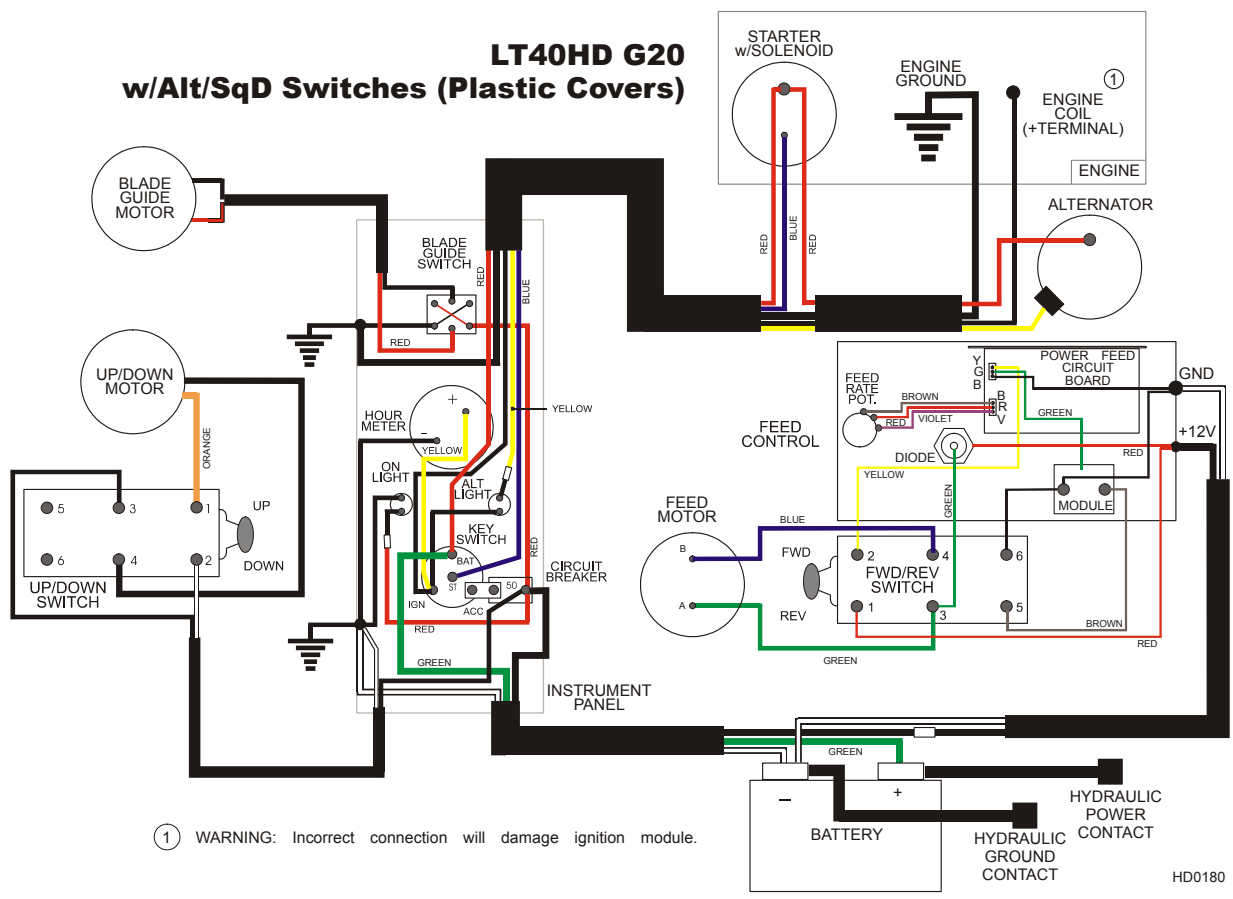 LT40HD G20
w/Alt/SqD Switches (Plastic Covers)
STARTER
w/SOLENOID
ENGINE
GROUND
1
ENGINE
COIL
(+TERMINAL)
ENGINE
RED
BLUE
RED
ALTERNATOR
BLADE
GUIDE
MOTOR
BLADE
GUIDE
SWITCH
RED
BLUE
RED
UP/DOWN
MOTOR
ORANGE
HOUR
METER
+
-
YELLOW
YELLOW
ON
LIGHT
ALT
LIGHT
KEY
SWITCH
BAT
ST
IGN
ACC
50
CIRCUIT
BREAKER
RED
RED
GREEN
INSTRUMENT
PANEL
5
3
1
6
4
2
UP
DOWN
UP/DOWN
SWITCH
FEED
CONTROL
FEED
RATE
POT.
BROWN
RED
VIOLET
Y
G
B
B
R
V
POWER FEED
CIRCUIT
BOARD
GREEN
DIODE
YELLOW
GREEN
RED
MODULE
GND
+12V
FEED
MOTOR
B
A
BLUE
GREEN
FWD
REV
2
4
6
FWD/REV
SWITCH
1
3
5
BROWN
RED
GREEN
–
+
BATTERY
HYDRAULIC
POWER
CONTACT
HYDRAULIC
GROUND
CONTACT
1 WARNING: Incorrect connection will damage ignition module.
HD0180